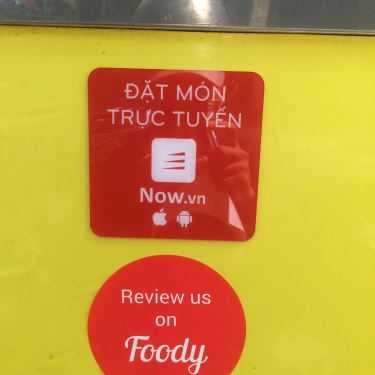 ĐẶT MÓN
TRỰC TUYẾN
Now.vn
Review us
on
Foody